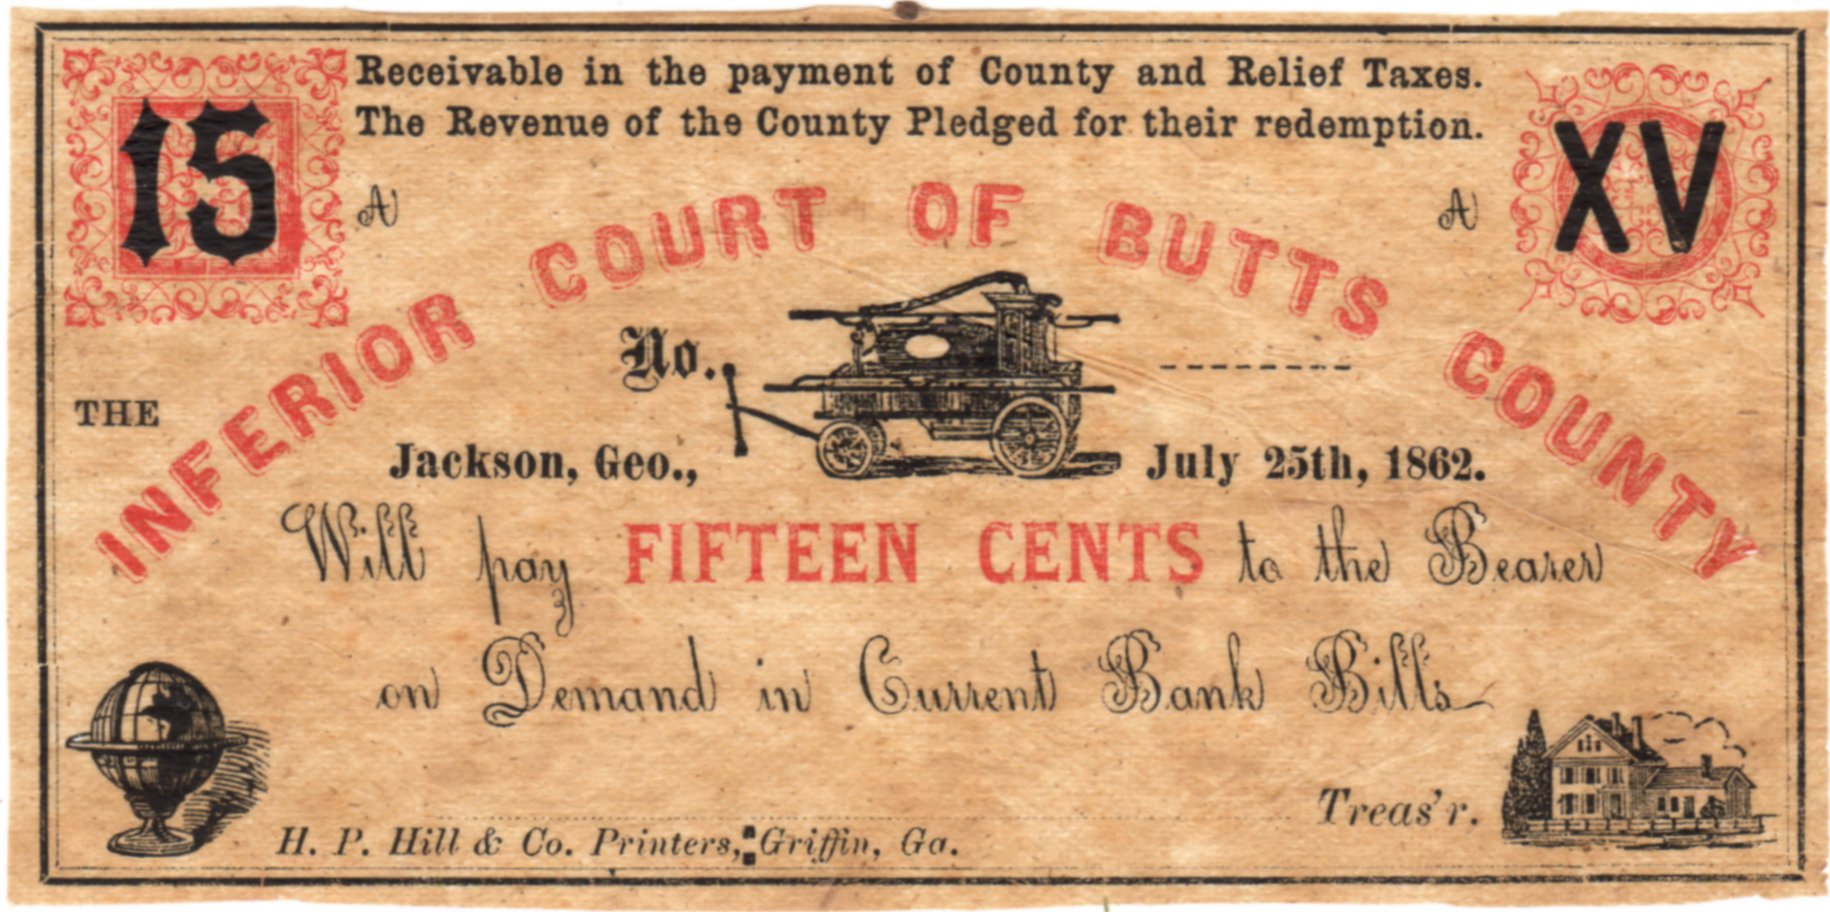 15
Receivable in the payment of County and Relief Taxes.
The Revenue of the County Pledged for their redemption.
XV
A
A
THE
INFERIOR COURT OF BUTTS COUNTY
No.
Jackson, Geo., July 25th, 1862.
Will pay FIFTEEN CENTS to the Bearer
on Demand in Current Bank Bills
Treas'r.
H. P. Hill & Co. Printers, Griffin, Ga.